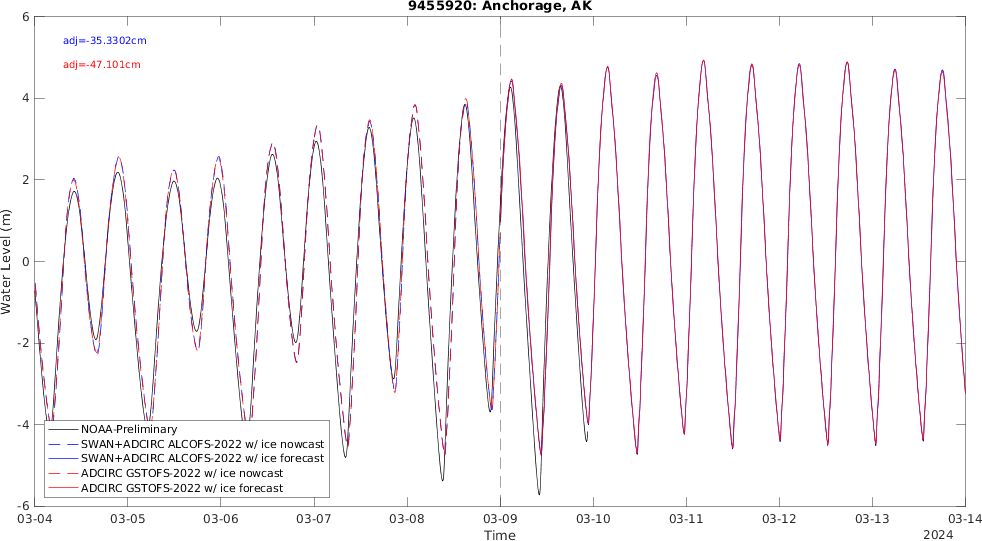 9455920: Anchorage, AK
adj=-35.3302cm
adj=-47.101cm
6
4
2
0
-2
-4
-6
Water Level (m)
NOAA-Preliminary
SWAN+ADCIRC ALCOFS-2022 w/ ice nowcast
SWAN+ADCIRC ALCOFS-2022 w/ ice forecast
ADCIRC GSTOFS-2022 w/ ice nowcast
ADCIRC GSTOFS-2022 w/ ice forecast
03-04 03-05 03-06 03-07 03-08 03-09 03-10 03-11 03-12 03-13 03-14
Time
2024